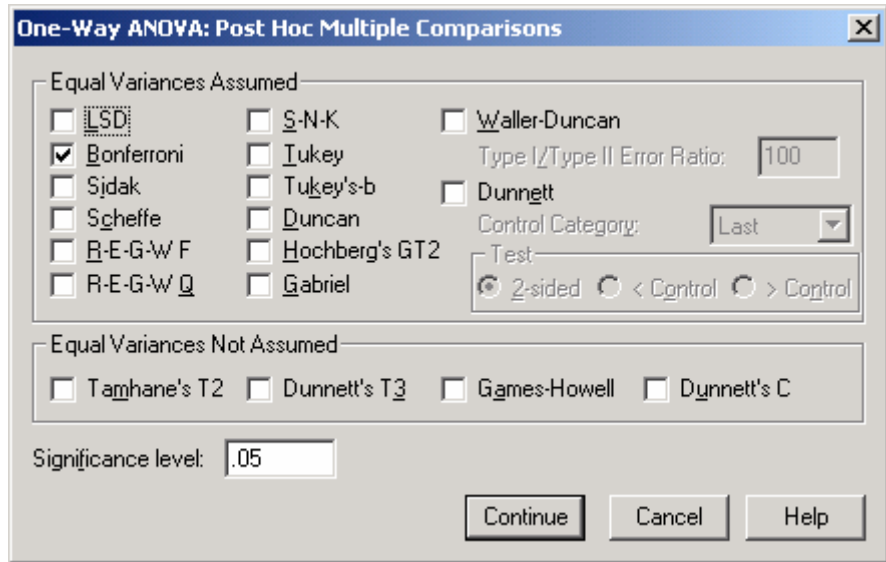 One-Way ANOVA: Post Hoc Multiple Comparisons
Equal Variances Assumed
LSD S-N-K Waller-Duncan
Bonferroni Tukey Type I/Type II Error Ratio: 100
Sidak Tukey's-b Dunnett
Scheffe Duncan Control Category: Last
R-E-G-W F Hochberg's GT2 Test
R-E-G-W Q Gabriel 2-sided < Control > Control
Equal Variances Not Assumed
Tamhane's T2 Dunnett's T3 Games-Howell Dunnett's C
Significance level: .05
Continue Cancel Help